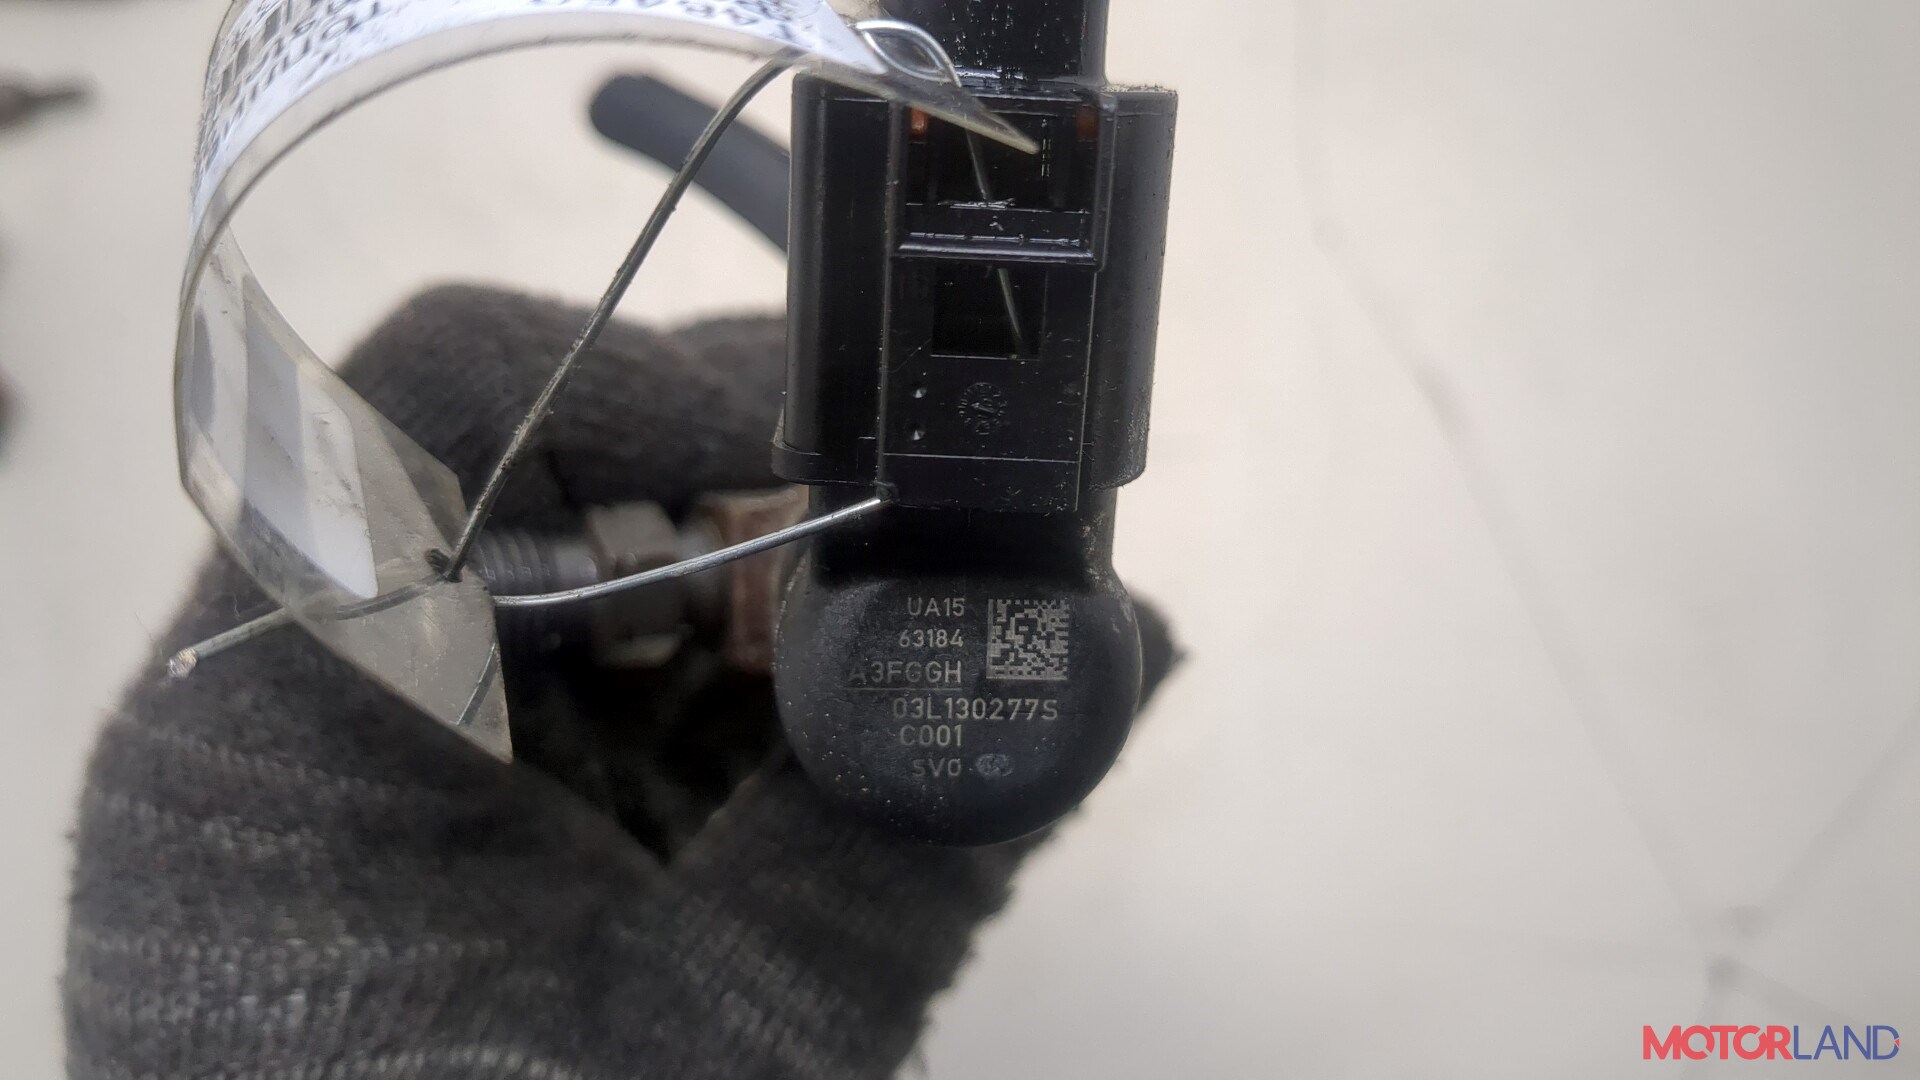 UA15
63184
A3FGGH
03L130277S
C001
SV0
MOTORLAND